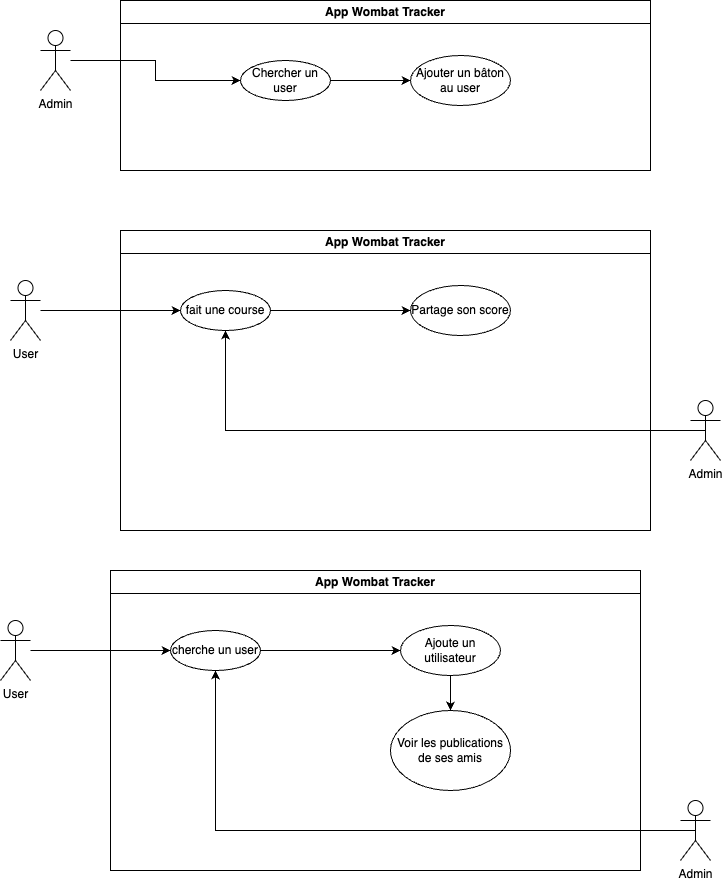 App Wombat Tracker
Chercher un
user
Ajouter un bâton
au user
Admin
App Wombat Tracker
fait une course
Partage son score
User
Admin
App Wombat Tracker
cherche un user
Ajoute un
utilisateur
User
Voir les publications
de ses amis
Admin